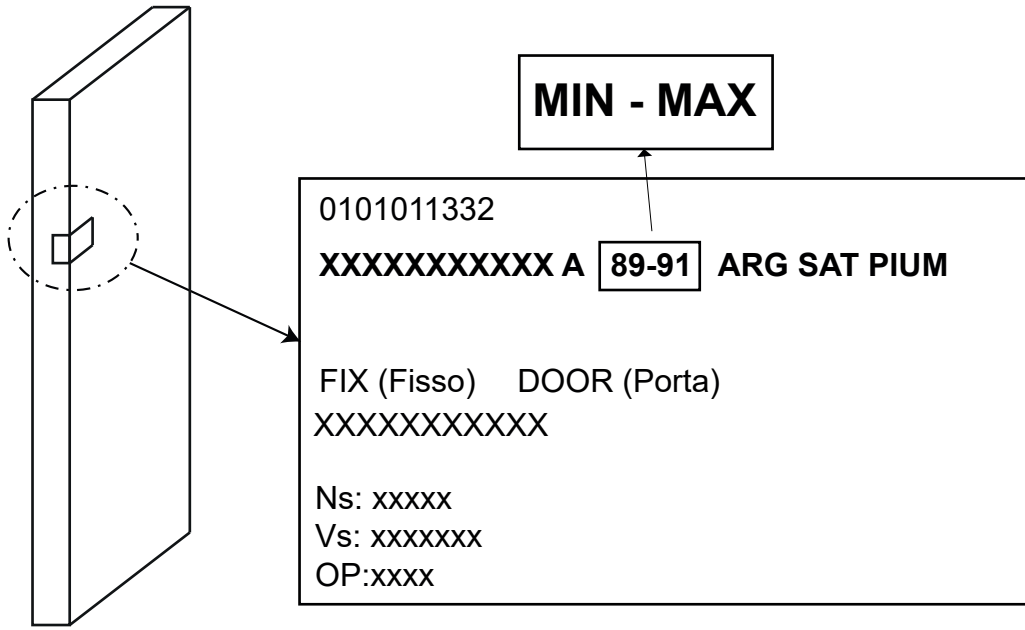 MIN - MAX
0101011332
XXXXXXXXXXX A 89-91 ARG SAT PIUM
FIX (Fisso) DOOR (Porta)
XXXXXXXXXXX
Ns: xxxxx
Vs: xxxxxxx
OP:xxxx